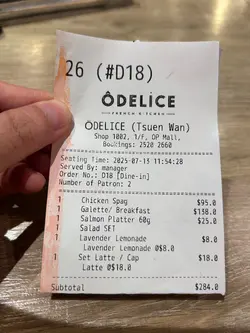 26 (#D18)
ÔDELİCE
FRENCH KITCHEN
ÔDELICE (Tsuen Wan)
Shop 1002, 1/F, OP Mall,
Bookings: 2520 2660
Seating Time: 2025-07-13 11:54:28
Served By: manager
Order No.: D18 [Dine-in]
Number of Patron: 2
1 Chicken Spag $95.0
1 Galette/ Breakfast $138.0
1 Salmon Platter 60g $25.0
1 Salad SET
1 Lavender Lemonade $8.0
Lavender Lemonade @$8.0
1 Set Latte / Cap $18.0
Latte @$18.0
Subtotal $284.0